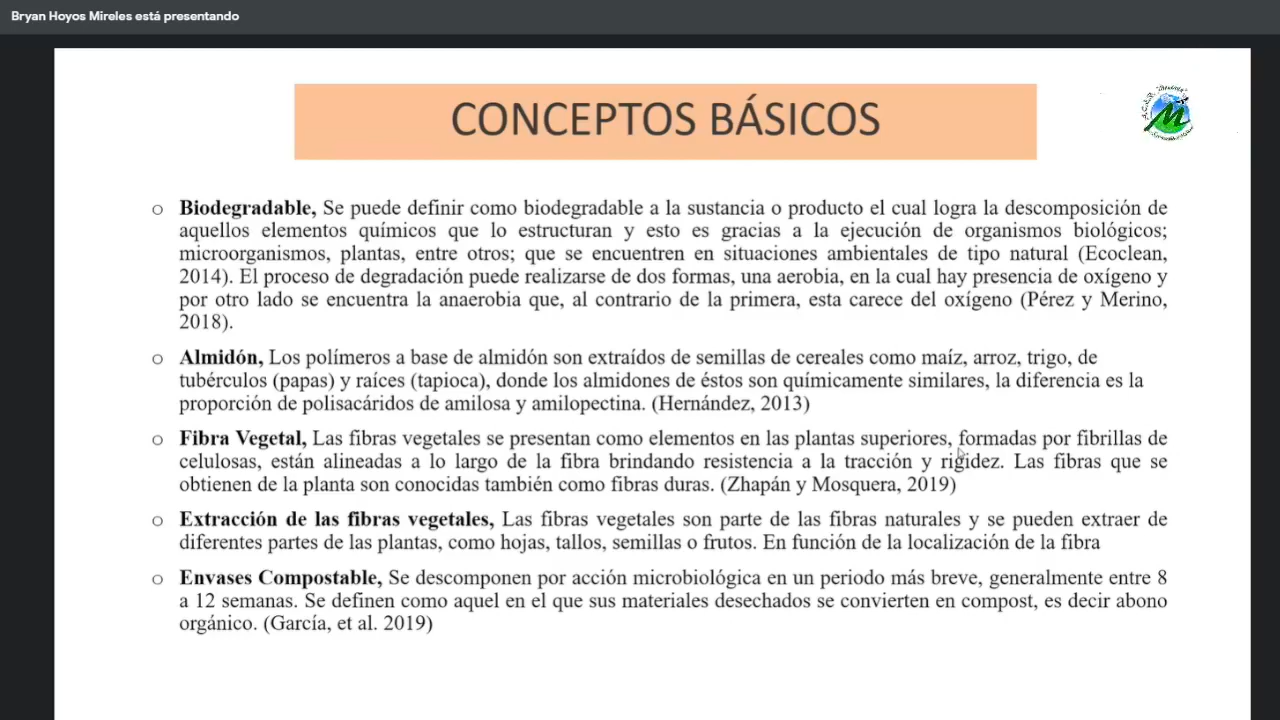 Bryan Hoyos Mireles está presentando
CONCEPTOS BÁSICOS
o Biodegradable, Se puede definir como biodegradable a la sustancia o producto el cual logra la descomposición de
aquellos elementos químicos que lo estructuran y esto es gracias a la ejecución de organismos biológicos;
microorganismos, plantas, entre otros; que se encuentren en situaciones ambientales de tipo natural (Ecoclean,
2014). El proceso de degradación puede realizarse de dos formas, una aerobia, en la cual hay presencia de oxígeno y
por otro lado se encuentra la anaerobia que, al contrario de la primera, esta carece del oxígeno (Pérez y Merino,
2018).
o Almidón, Los polímeros a base de almidón son extraídos de semillas de cereales como maíz, arroz, trigo, de
tubérculos (papas) y raíces (tapioca), donde los almidones de éstos son químicamente similares, la diferencia es la
proporción de polisacáridos de amilosa y amilopectina. (Hernández, 2013)
o Fibra Vegetal, Las fibras vegetales se presentan como elementos en las plantas superiores, formadas por fibrillas de
celulosas, están alineadas a lo largo de la fibra brindando resistencia a la tracción y rigidez. Las fibras que se
obtienen de la planta son conocidas también como fibras duras. (Zhapán y Mosquera, 2019)
o Extracción de las fibras vegetales, Las fibras vegetales son parte de las fibras naturales y se pueden extraer de
diferentes partes de las plantas, como hojas, tallos, semillas o frutos. En función de la localización de la fibra
o Envases Compostable, Se descomponen por acción microbiológica en un periodo más breve, generalmente entre 8
a 12 semanas. Se definen como aquel en el que sus materiales desechados se convierten en compost, es decir abono
orgánico. (García, et al. 2019)